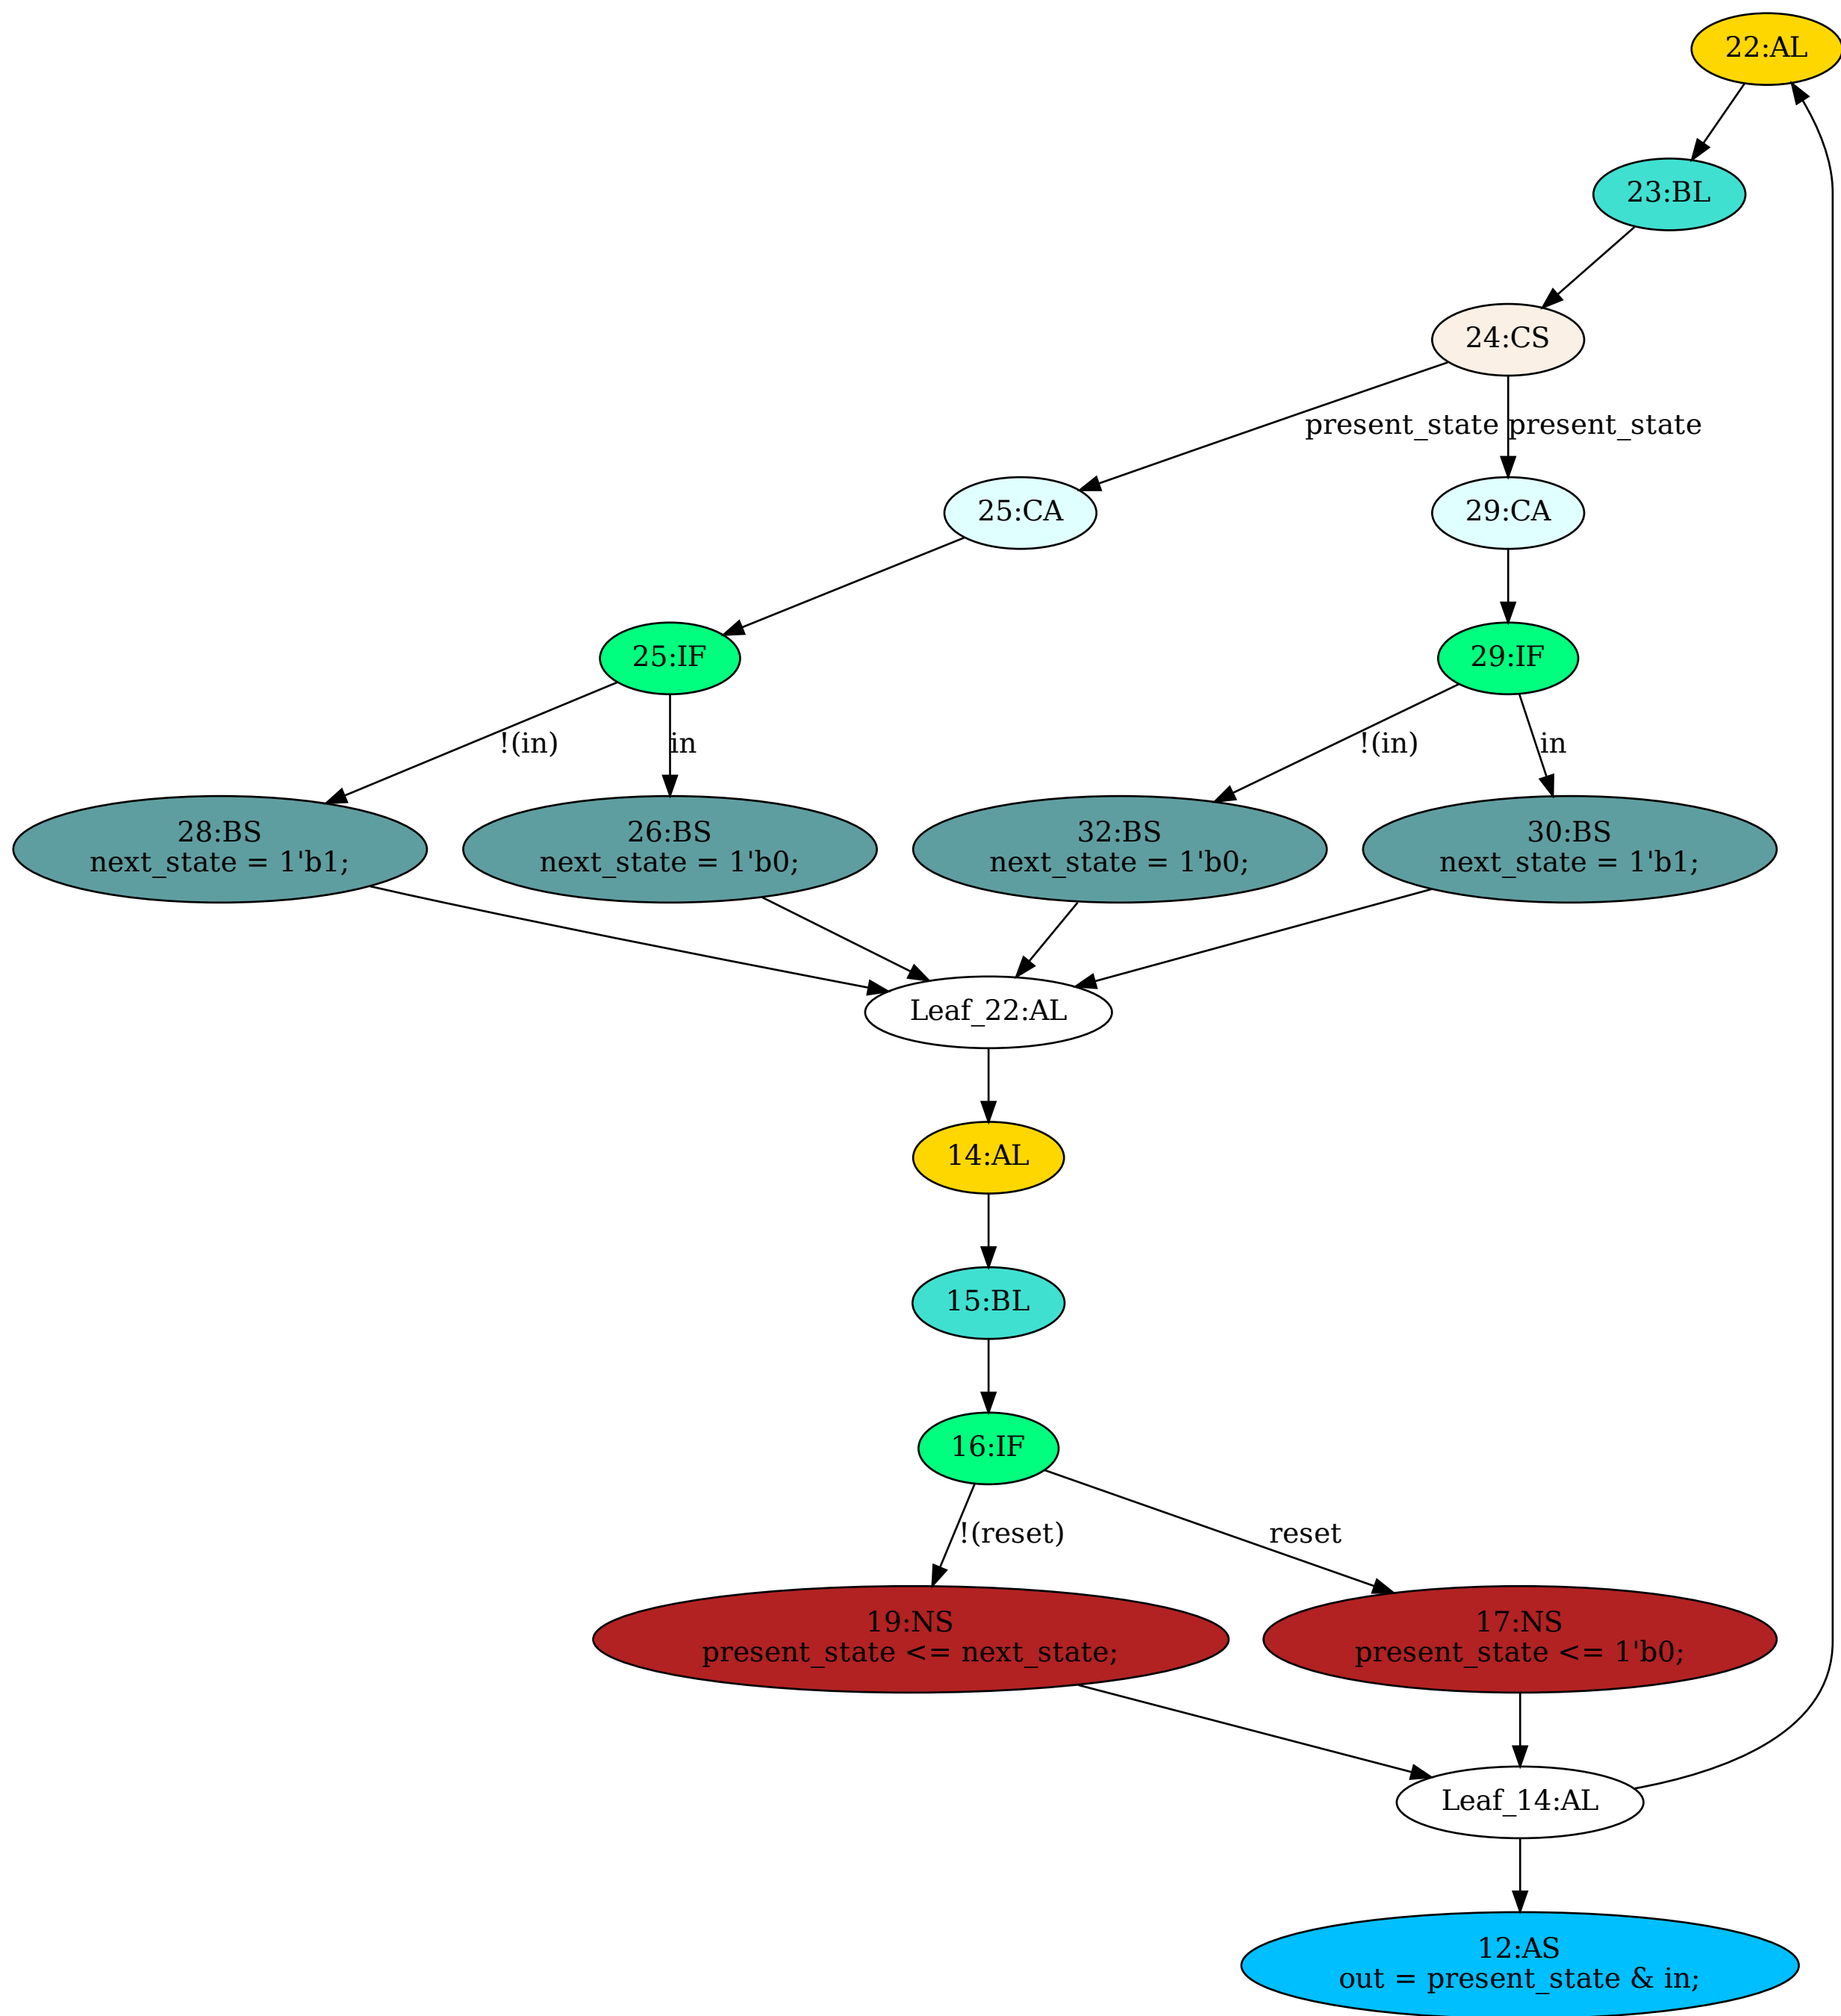 22:AL
23:BL
24:CS
present_state
present_state
25:CA
29:CA
25:IF
29:IF
!(in)
in
!(in)
in
28:BS
next_state = 1'b1;
26:BS
next_state = 1'b0;
32:BS
next_state = 1'b0;
30:BS
next_state = 1'b1;
Leaf_22:AL
14:AL
15:BL
16:IF
!(reset)
reset
19:NS
present_state <= next_state;
17:NS
present_state <= 1'b0;
Leaf_14:AL
12:AS
out = present_state & in;